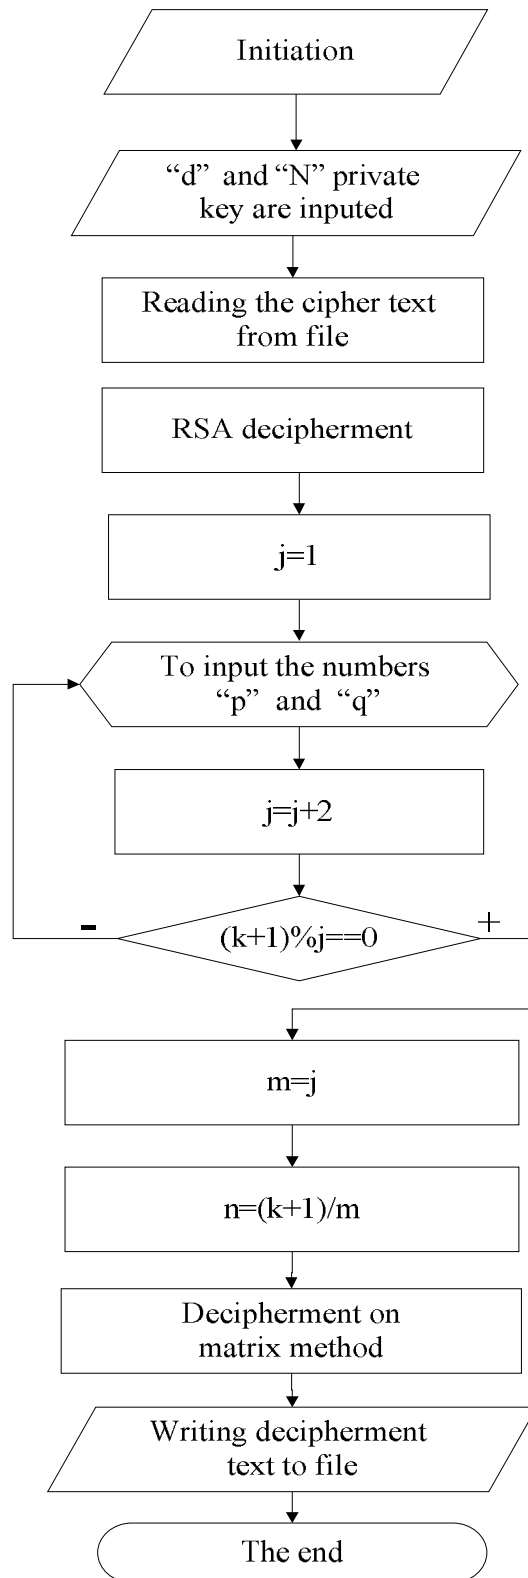 Initiation
“d” and “N” private
key are inputed
Reading the cipher text
from file
RSA decipherment
j=1
To input the numbers
“p” and “q”
j=j+2
-
(k+1)%j==0
+
m=j
n=(k+1)/m
Decipherment on
matrix method
Writing decipherment
text to file
The end